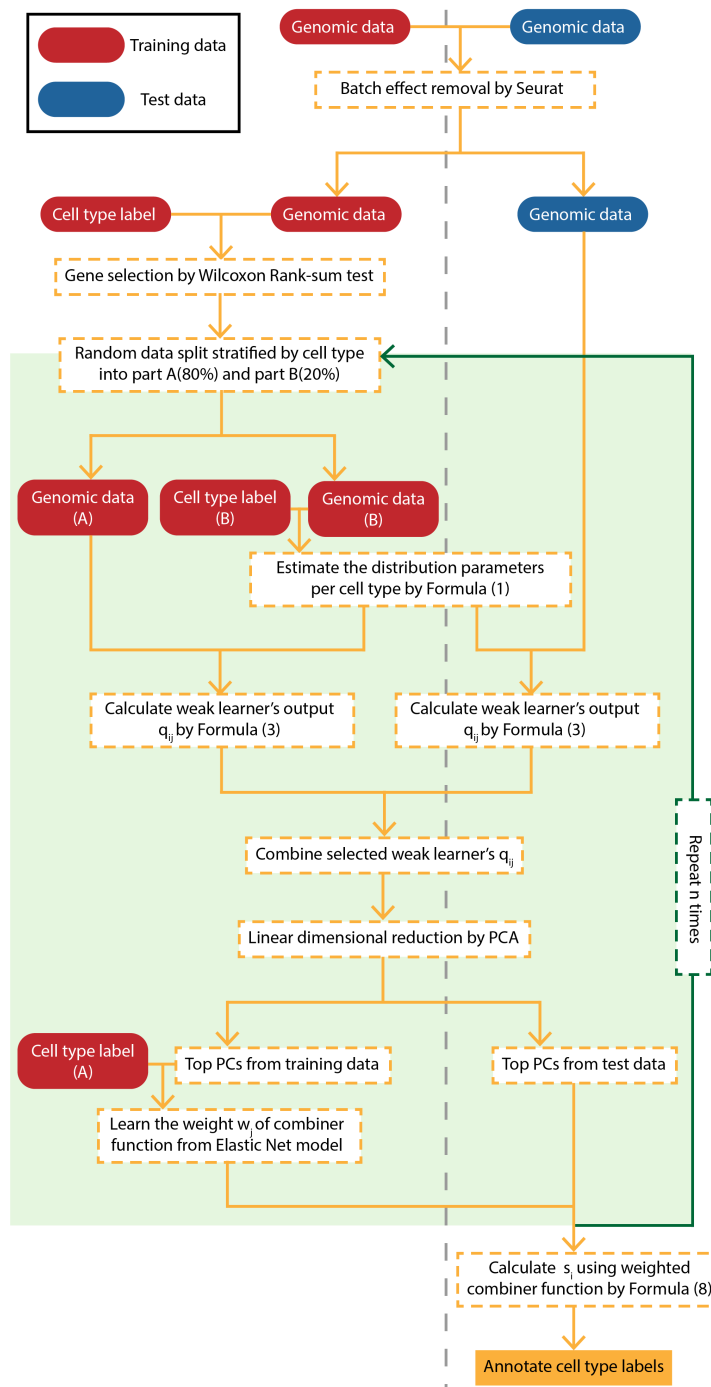 Training data
Test data
Genomic data
Genomic data
Batch effect removal by Seurat
Cell type label
Genomic data
Genomic data
Gene selection by Wilcoxon Rank-sum test
Random data split stratified by cell type
into part A(80%) and part B(20%)
Genomic data
(A)
Cell type label
(B)
Genomic data
(B)
Estimate the distribution parameters
per cell type by Formula (1)
Calculate weak learner's output
qij by Formula (3)
Calculate weak learner's output
qij by Formula (3)
Combine selected weak learner's qij
Linear dimensional reduction by PCA
Repeat n times
Cell type label
(A)
Top PCs from training data
Top PCs from test data
Learn the weight wj of combiner
function from Elastic Net model
Calculate si using weighted
combiner function by Formula (8)
Annotate cell type labels